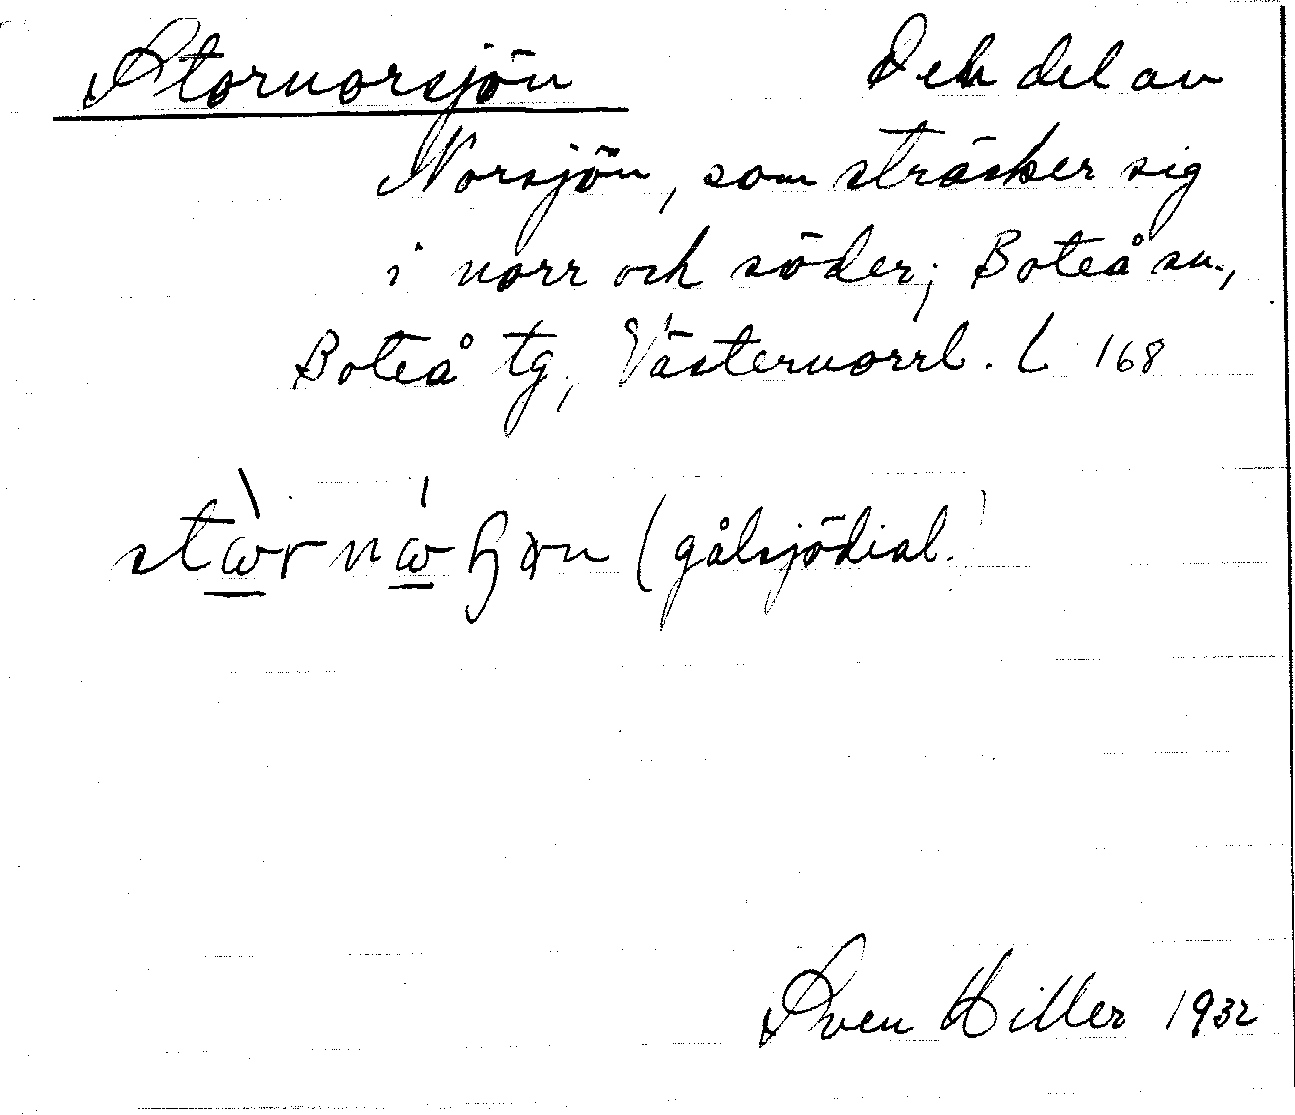 Stornorsjön Den del av
Norsjön, som sträcker sig
i norr och söder; Boteå sn.,
Boteå tg, Västernorrl. L 168
(gålsjödial.)
Sven Hiller 1932